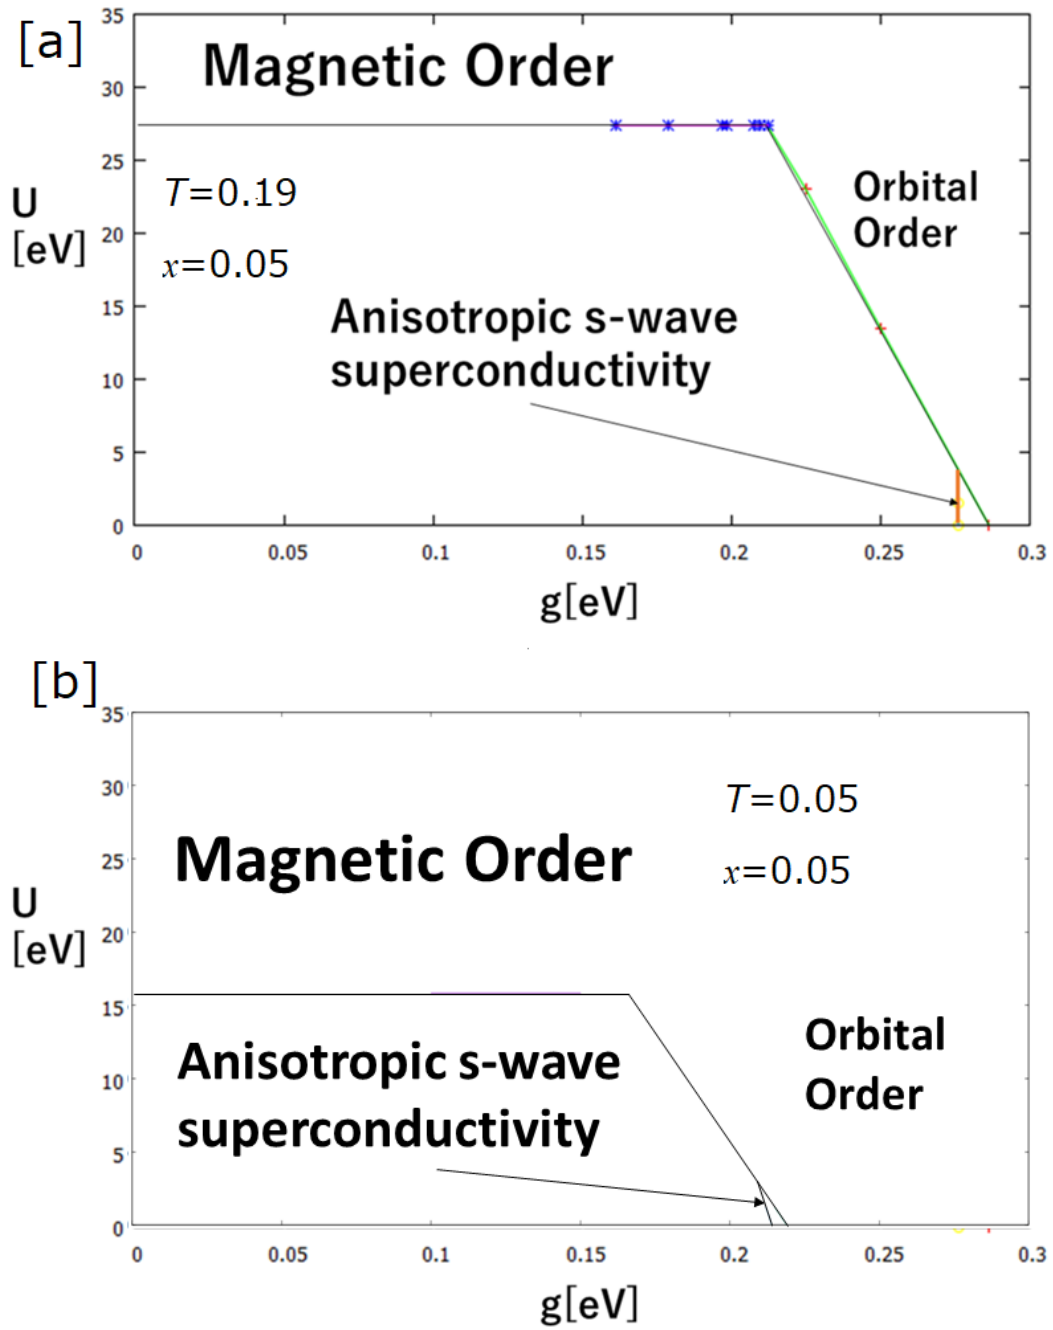 [a]
35
Magnetic Order
30
25
T=0.19
Orbital
Order
U
[eV]
20
x=0.05
15
Anisotropic s-wave
superconductivity
10
5
0
0 0.05 0.1 0.15 0.2 0.25 0.3
g[eV]
[b]
35
30
T=0.05
Magnetic Order
25
x=0.05
U
[eV]
20
15
Anisotropic s-wave
superconductivity
Orbital
Order
10
5
0
0 0.05 0.1 0.15 0.2 0.25 0.3
g[eV]